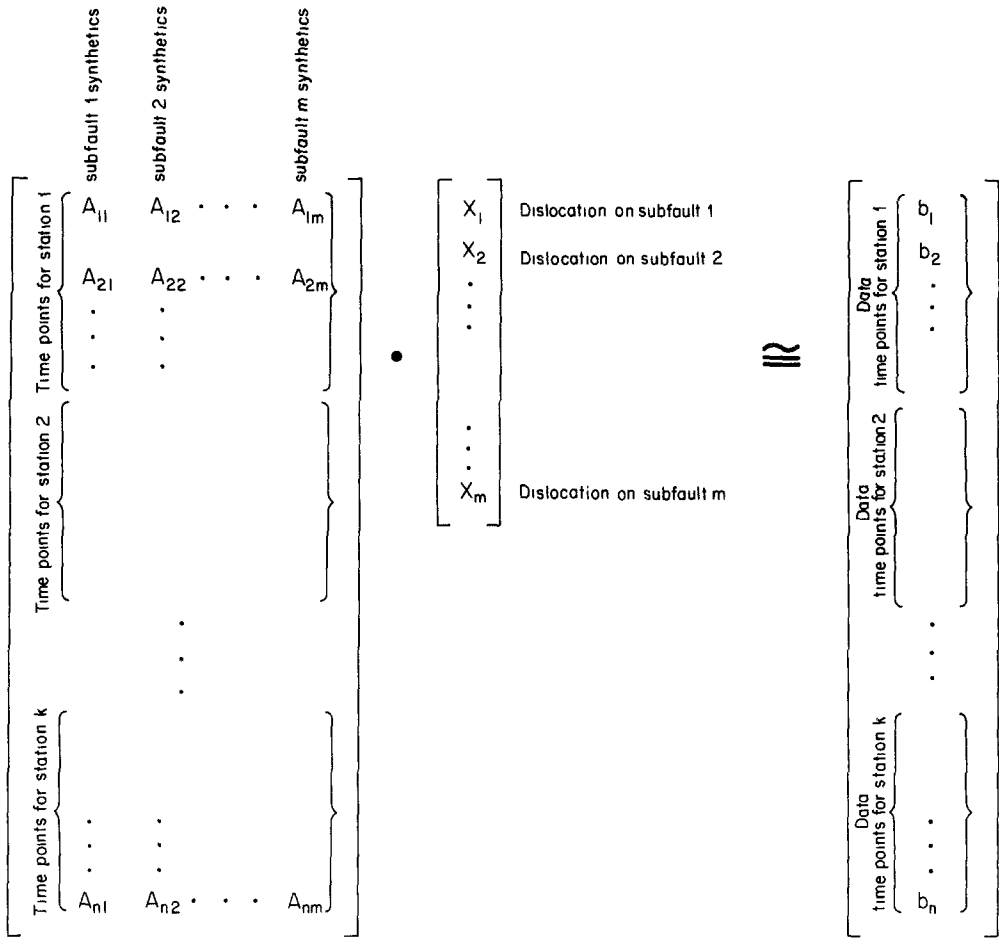 subfault 1 synthetics
subfault 2 synthetics
subfault m synthetics
Time points for station 1
A11 A12 · · · A1m
A21 A22 · · · A2m
Time points for station 2
Time points for station k
An1 An2 · · · Anm
•
X1 Dislocation on subfault 1
X2 Dislocation on subfault 2
Xm Dislocation on subfault m
≅
Data
time points for station 1
b1
b2
Data
time points for station 2
Data
time points for station k
bn